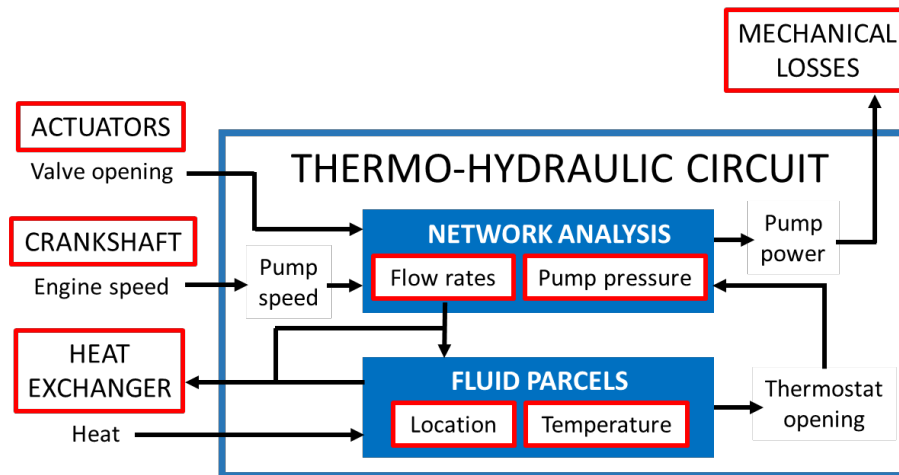 MECHANICAL
LOSSES
ACTUATORS
Valve opening
THERMO-HYDRAULIC CIRCUIT
CRANKSHAFT
Engine speed
Pump
speed
NETWORK ANALYSIS
Flow rates
Pump pressure
Pump
power
HEAT
EXCHANGER
Heat
FLUID PARCELS
Location
Temperature
Thermostat
opening